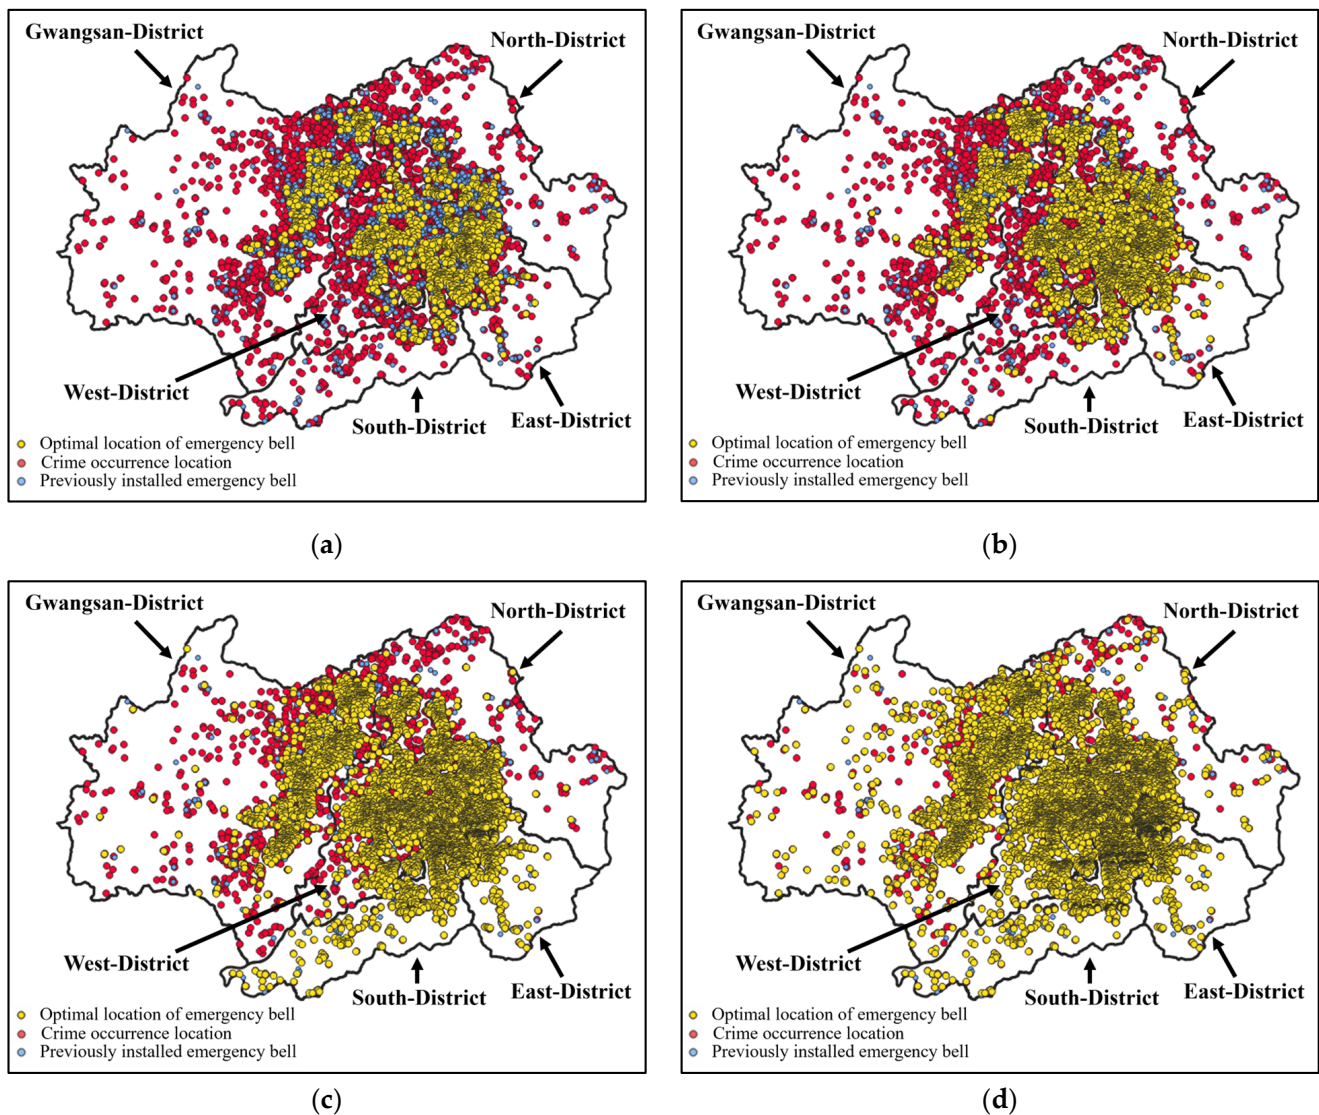 Gwangsan-District
North-District
West-District
South-District
East-District
Optimal location of emergency bell
Crime occurrence location
Previously installed emergency bell
(a)
Gwangsan-District
North-District
West-District
South-District
East-District
Optimal location of emergency bell
Crime occurrence location
Previously installed emergency bell
(b)
Gwangsan-District
North-District
West-District
South-District
East-District
Optimal location of emergency bell
Crime occurrence location
Previously installed emergency bell
(c)
Gwangsan-District
North-District
West-District
South-District
East-District
Optimal location of emergency bell
Crime occurrence location
Previously installed emergency bell
(d)